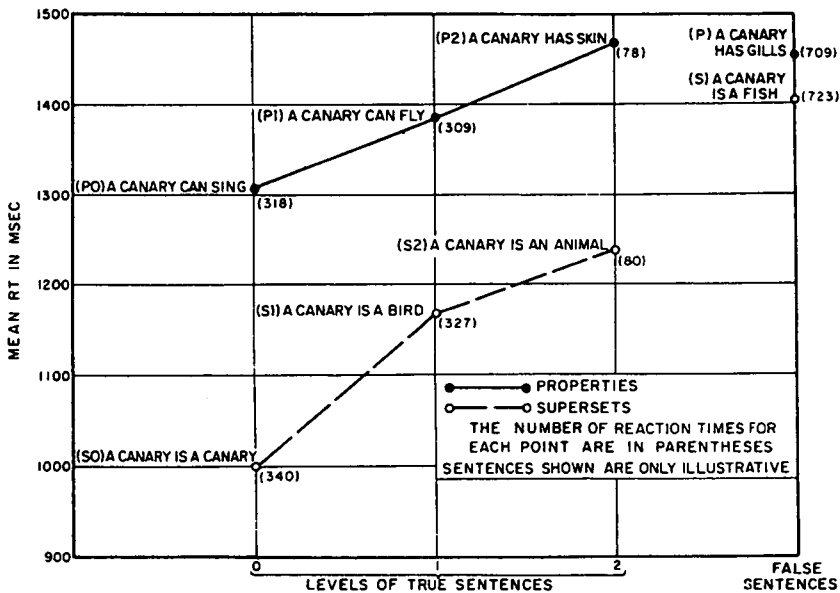 1500
1400
1300
1200
1100
1000
900
MEAN RT IN MSEC
(P2) A CANARY HAS SKIN
(78)
(P) A CANARY
HAS GILLS
(709)
(S) A CANARY
IS A FISH
(723)
(P1) A CANARY CAN FLY
(309)
(P0) A CANARY CAN SING
(318)
(S2) A CANARY IS AN ANIMAL
(80)
(S1) A CANARY IS A BIRD
(327)
PROPERTIES
SUPERSETS
THE NUMBER OF REACTION TIMES FOR
EACH POINT ARE IN PARENTHESES
SENTENCES SHOWN ARE ONLY ILLUSTRATIVE
(S0) A CANARY IS A CANARY
(340)
0 1 2
LEVELS OF TRUE SENTENCES
FALSE
SENTENCES